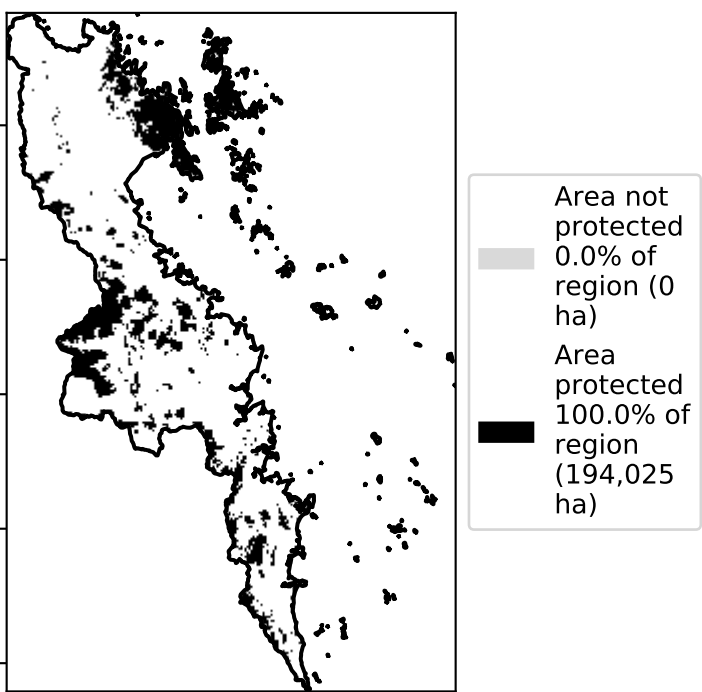 Area not
protected
0.0% of
region (0
ha)
Area
protected
100.0% of
region
(194,025
ha)